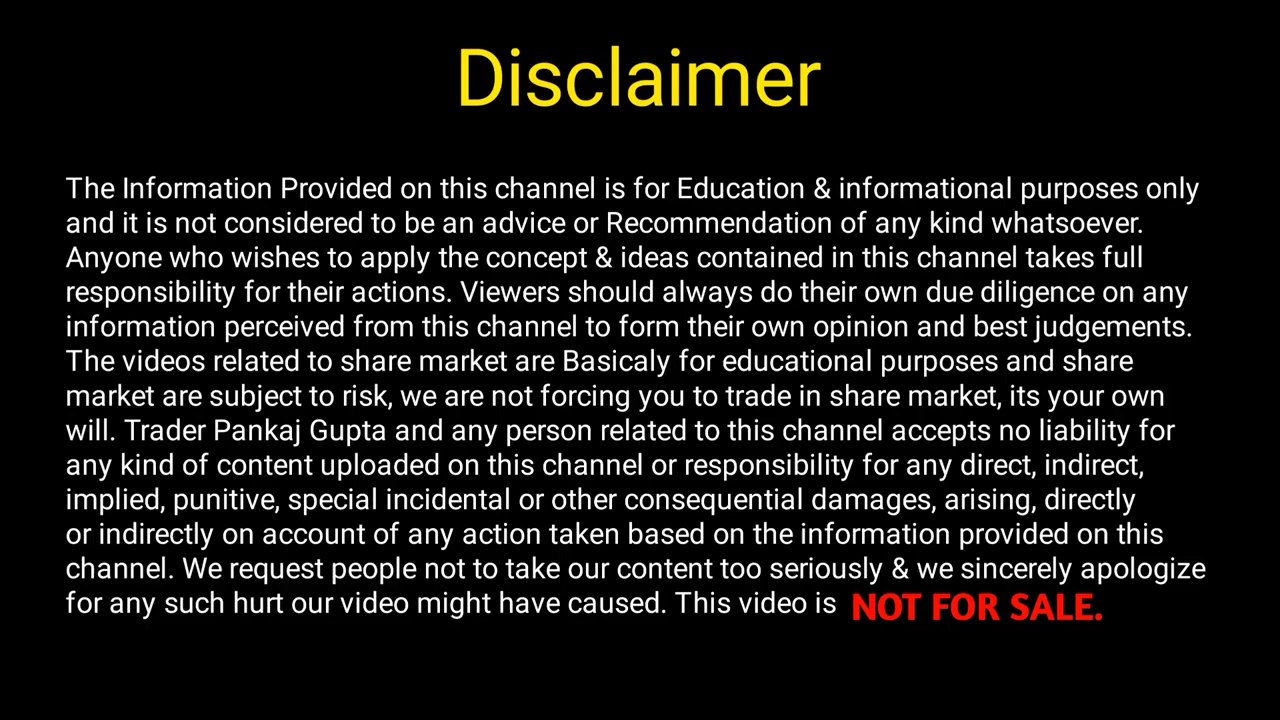 Disclaimer
The Information Provided on this channel is for Education & informational purposes only
and it is not considered to be an advice or Recommendation of any kind whatsoever.
Anyone who wishes to apply the concept & ideas contained in this channel takes full
responsibility for their actions. Viewers should always do their own due diligence on any
information perceived from this channel to form their own opinion and best judgements.
The videos related to share market are Basicaly for educational purposes and share
market are subject to risk, we are not forcing you to trade in share market, its your own
will. Trader Pankaj Gupta and any person related to this channel accepts no liability for
any kind of content uploaded on this channel or responsibility for any direct, indirect,
implied, punitive, special incidental or other consequential damages, arising, directly
or indirectly on account of any action taken based on the information provided on this
channel. We request people not to take our content too seriously & we sincerely apologize
for any such hurt our video might have caused. This video is NOT FOR SALE.